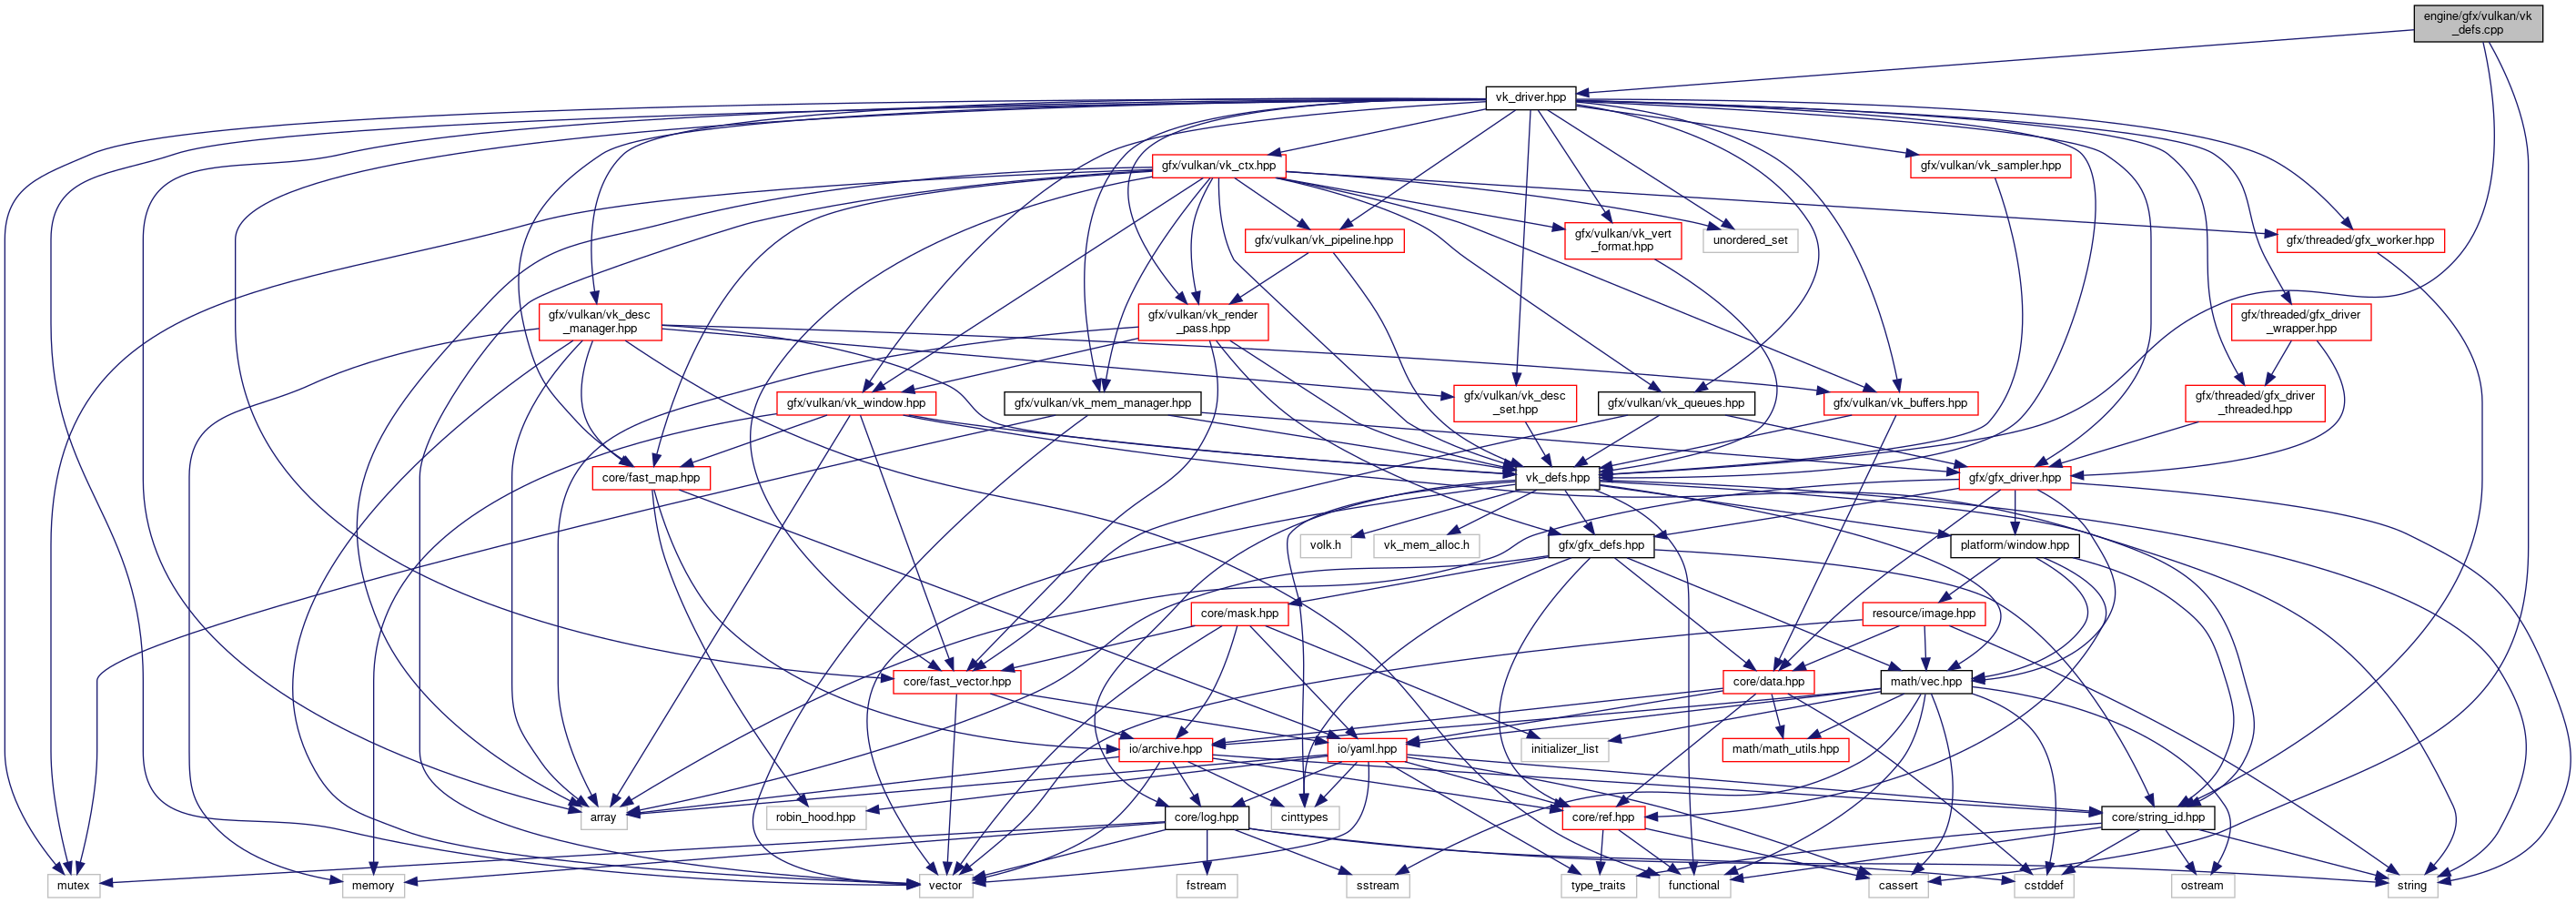 engine/gfx/vulkan/vk
_defs.cpp
vk_driver.hpp
gfx/vulkan/vk_ctx.hpp
gfx/vulkan/vk_sampler.hpp
gfx/vulkan/vk_pipeline.hpp
gfx/vulkan/vk_vert
_format.hpp
unordered_set
gfx/threaded/gfx_worker.hpp
gfx/vulkan/vk_desc
_manager.hpp
gfx/vulkan/vk_render
_pass.hpp
gfx/threaded/gfx_driver
_wrapper.hpp
gfx/vulkan/vk_window.hpp
gfx/vulkan/vk_mem_manager.hpp
gfx/vulkan/vk_desc
_set.hpp
gfx/vulkan/vk_queues.hpp
gfx/vulkan/vk_buffers.hpp
gfx/threaded/gfx_driver
_threaded.hpp
core/fast_map.hpp
vk_defs.hpp
gfx/gfx_driver.hpp
volk.h
vk_mem_alloc.h
gfx/gfx_defs.hpp
platform/window.hpp
core/mask.hpp
resource/image.hpp
core/fast_vector.hpp
core/data.hpp
math/vec.hpp
io/archive.hpp
io/yaml.hpp
initializer_list
math/math_utils.hpp
array
robin_hood.hpp
core/log.hpp
cinttypes
core/ref.hpp
core/string_id.hpp
mutex
memory
vector
fstream
sstream
type_traits
functional
cassert
cstddef
ostream
string